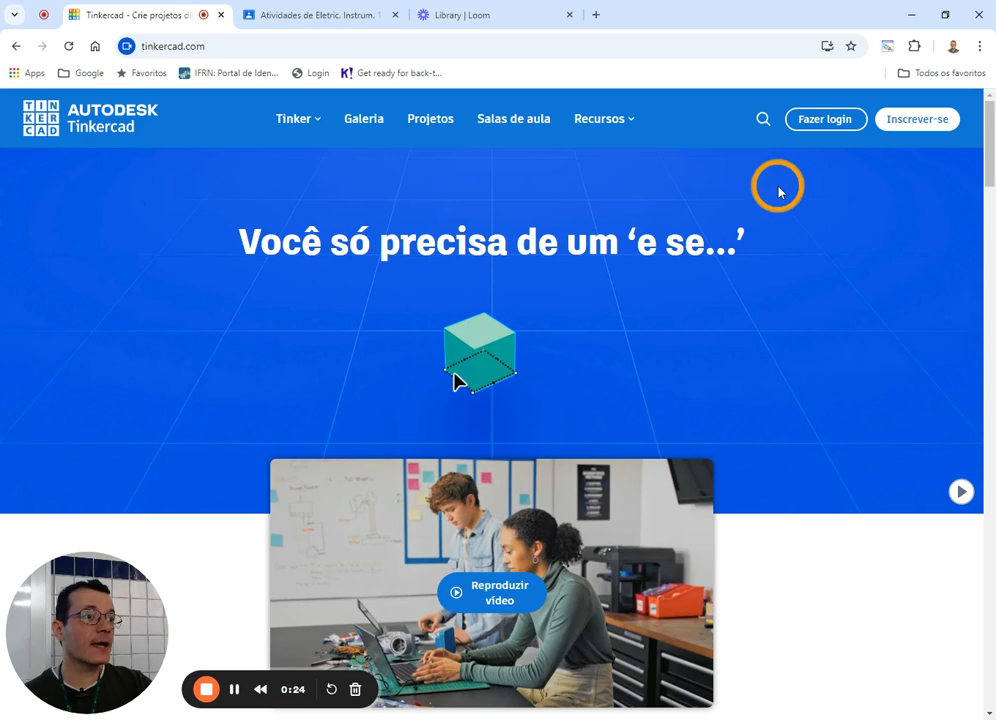 Tinkercad - Crie projetos di
Atividades de Eletric. Instrum. 1
Library | Loom
tinkercad.com
Apps
Google
Favoritos
IFRN: Portal de Iden...
Login
K!
Get ready for back-t...
Todos os favoritos
TIN
KER
CAD
AUTODESK
Tinkercad
Tinker
Galeria
Projetos
Salas de aula
Recursos
Fazer login
Inscrever-se
Você só precisa de um ‘e se...’
Reproduzir
vídeo
0:24